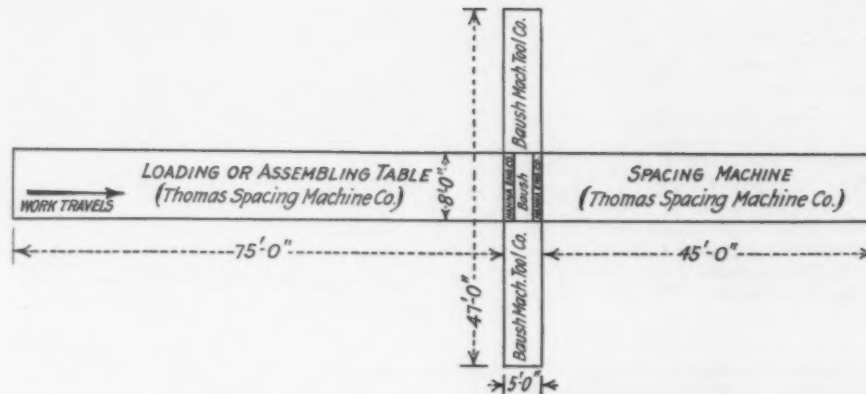 Baush Mach. Tool Co.
LOADING OR ASSEMBLING TABLE
(Thomas Spacing Machine Co.)
WORK TRAVELS
8'-0"
Baush
SPACING MACHINE
(Thomas Spacing Machine Co.)
75'-0"
45'-0"
47'-0"
Baush Mach. Tool Co.
5'-0"